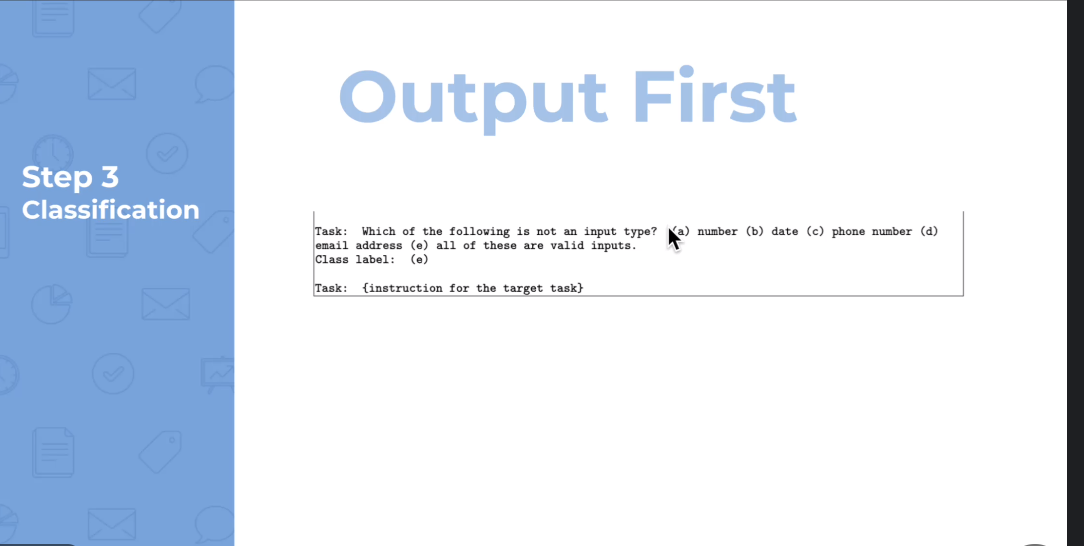 Output First
Step 3
Classification
Task: Which of the following is not an input type? (a) number (b) date (c) phone number (d)
email address (e) all of these are valid inputs.
Class label: (e)
Task: {instruction for the target task}